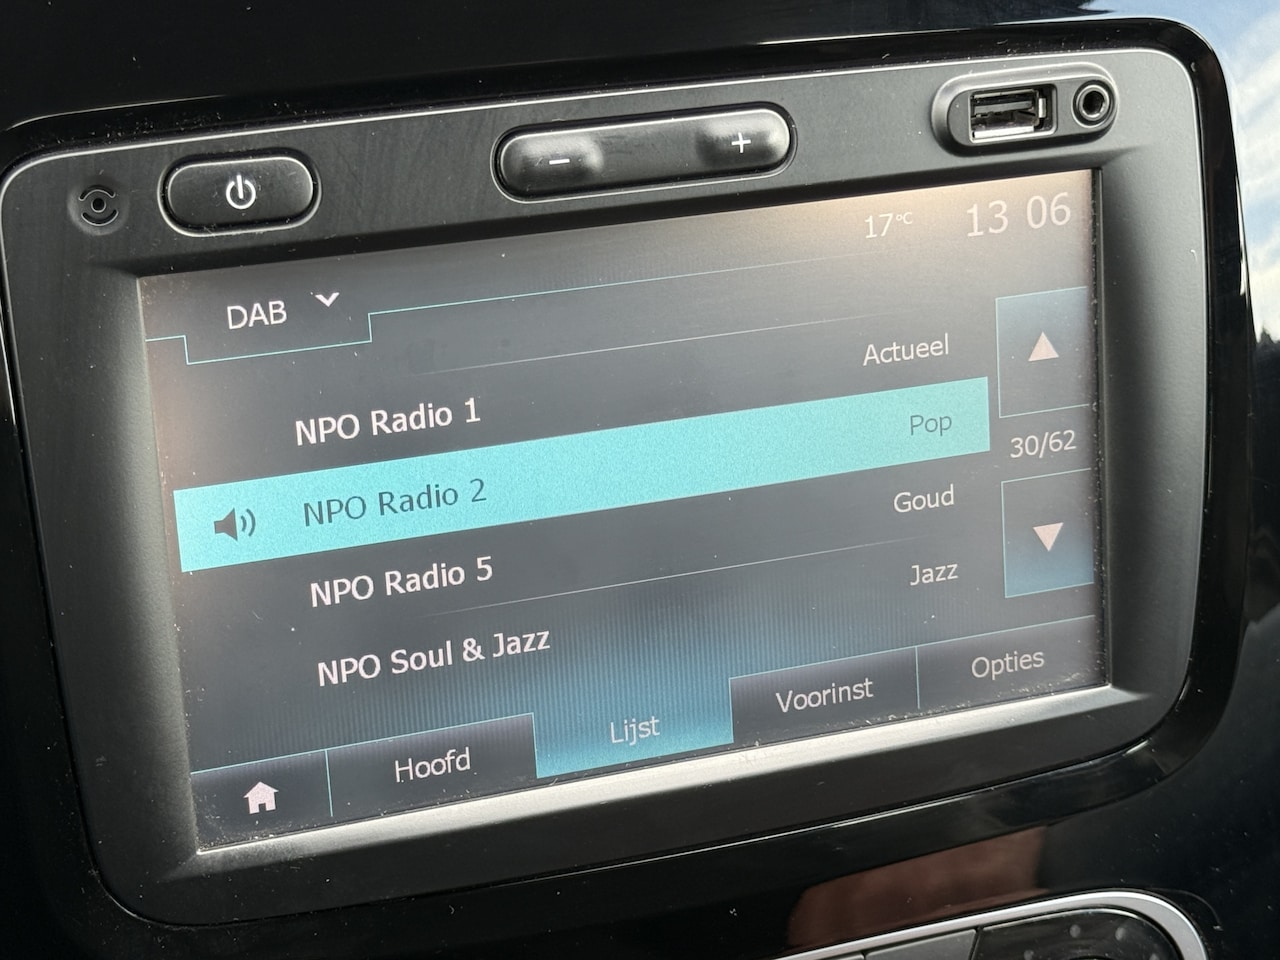 − +
17°C 13 06
DAB
NPO Radio 1 Actueel
NPO Radio 2 Pop
30/62
NPO Radio 5 Goud
NPO Soul & Jazz Jazz
Hoofd Lijst Voorinst Opties